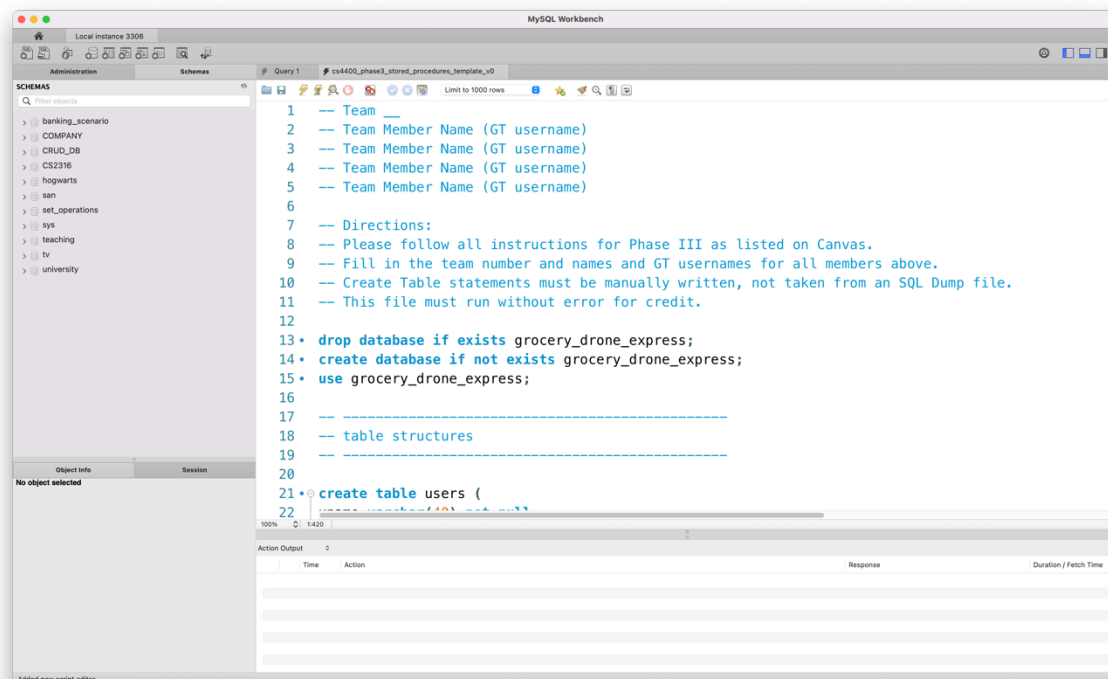 MySQL Workbench
Local instance 3306
Administration
Schemas
Query 1
cs4400_phase3_stored_procedures_template_v0
SCHEMAS
Filter objects
Limit to 1000 rows
banking_scenario
COMPANY
CRUD_DB
CS2316
hogwarts
san
set_operations
sys
teaching
tv
university
1 -- Team __
2 -- Team Member Name (GT username)
3 -- Team Member Name (GT username)
4 -- Team Member Name (GT username)
5 -- Team Member Name (GT username)
6
7 -- Directions:
8 -- Please follow all instructions for Phase III as listed on Canvas.
9 -- Fill in the team number and names and GT usernames for all members above.
10 -- Create Table statements must be manually written, not taken from an SQL Dump file.
11 -- This file must run without error for credit.
12
13 drop database if exists grocery_drone_express;
14 create database if not exists grocery_drone_express;
15 use grocery_drone_express;
16
17 -- -----------------------------------------------
18 -- table structures
19 -- -----------------------------------------------
20
21 create table users (
22
100% 1:420
Object Info
Session
No object selected
Action Output
Time
Action
Response
Duration / Fetch Time
Added new script editor